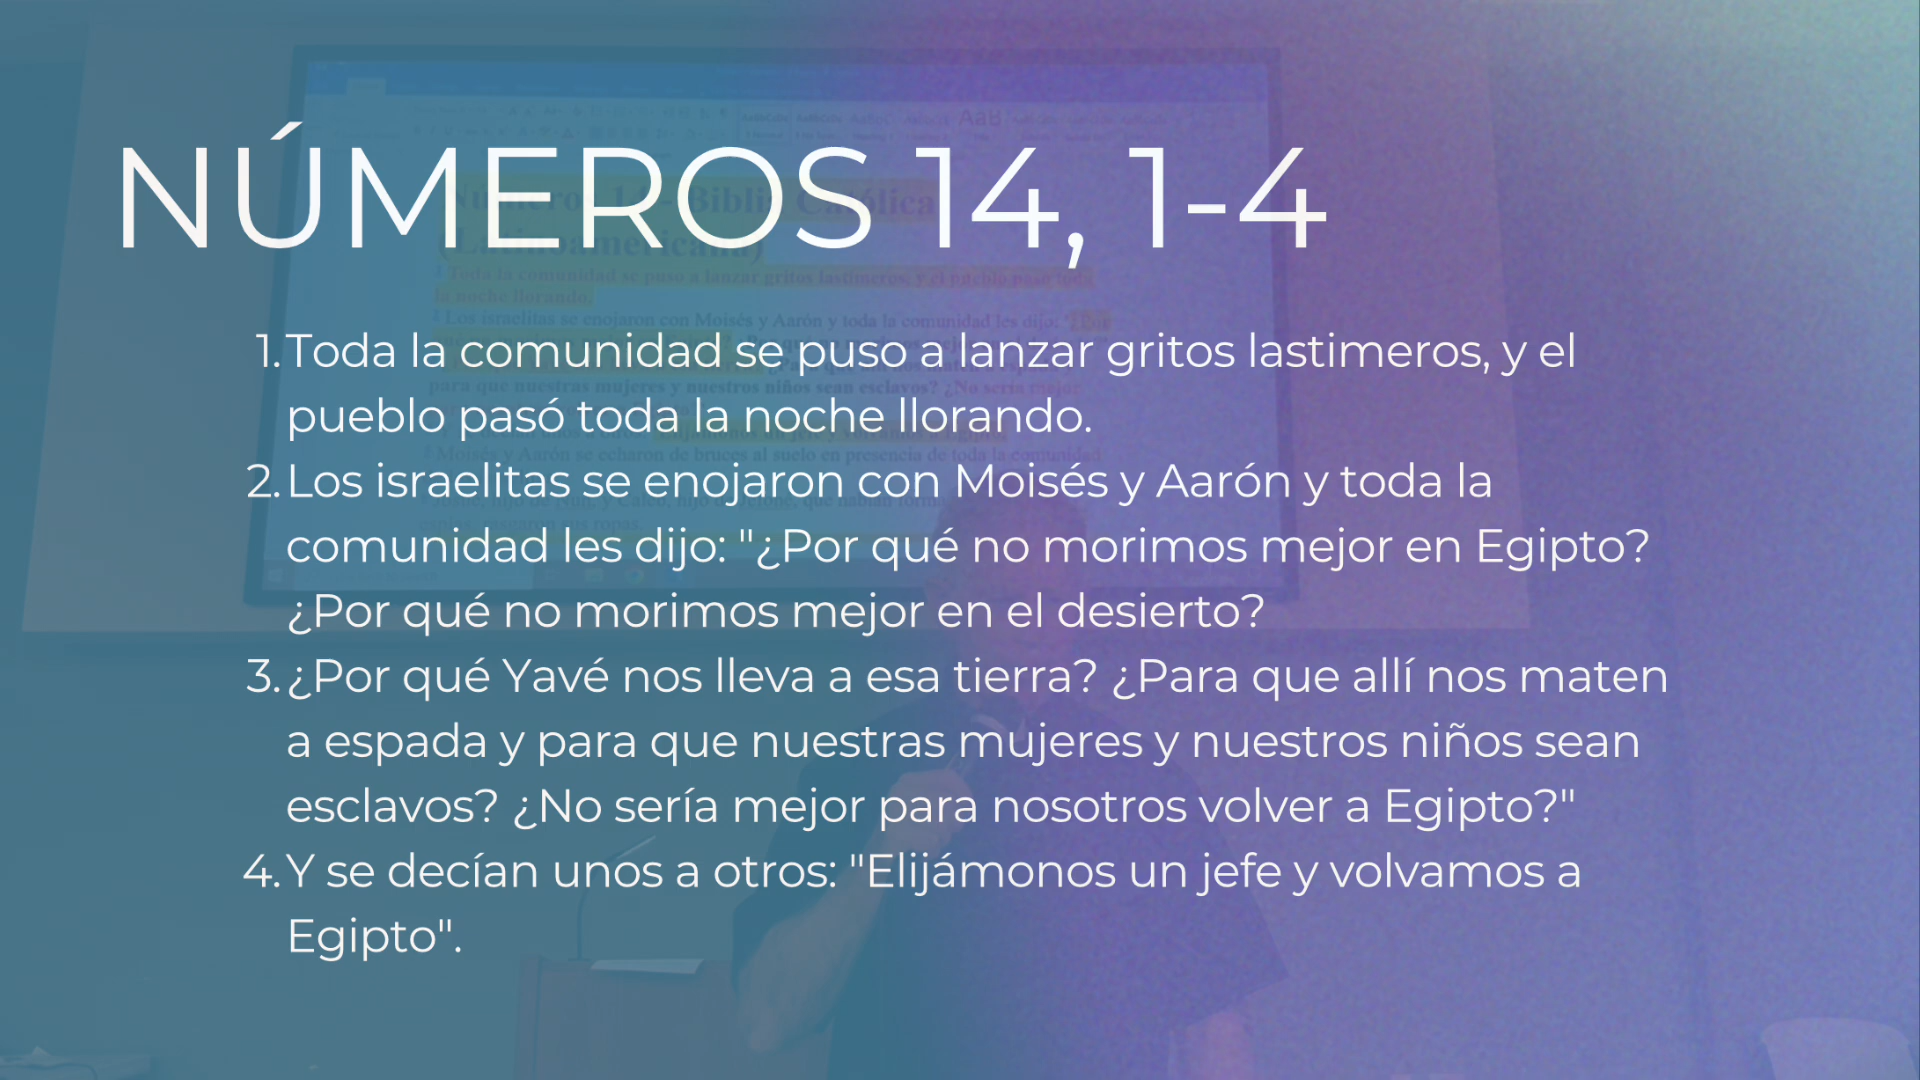 NÚMEROS 14, 1-4
1. Toda la comunidad se puso a lanzar gritos lastimeros, y el
pueblo pasó toda la noche llorando.
2. Los israelitas se enojaron con Moisés y Aarón y toda la
comunidad les dijo: "¿Por qué no morimos mejor en Egipto?
¿Por qué no morimos mejor en el desierto?
3. ¿Por qué Yavé nos lleva a esa tierra? ¿Para que allí nos maten
a espada y para que nuestras mujeres y nuestros niños sean
esclavos? ¿No sería mejor para nosotros volver a Egipto?"
4. Y se decían unos a otros: "Elijámonos un jefe y volvamos a
Egipto".